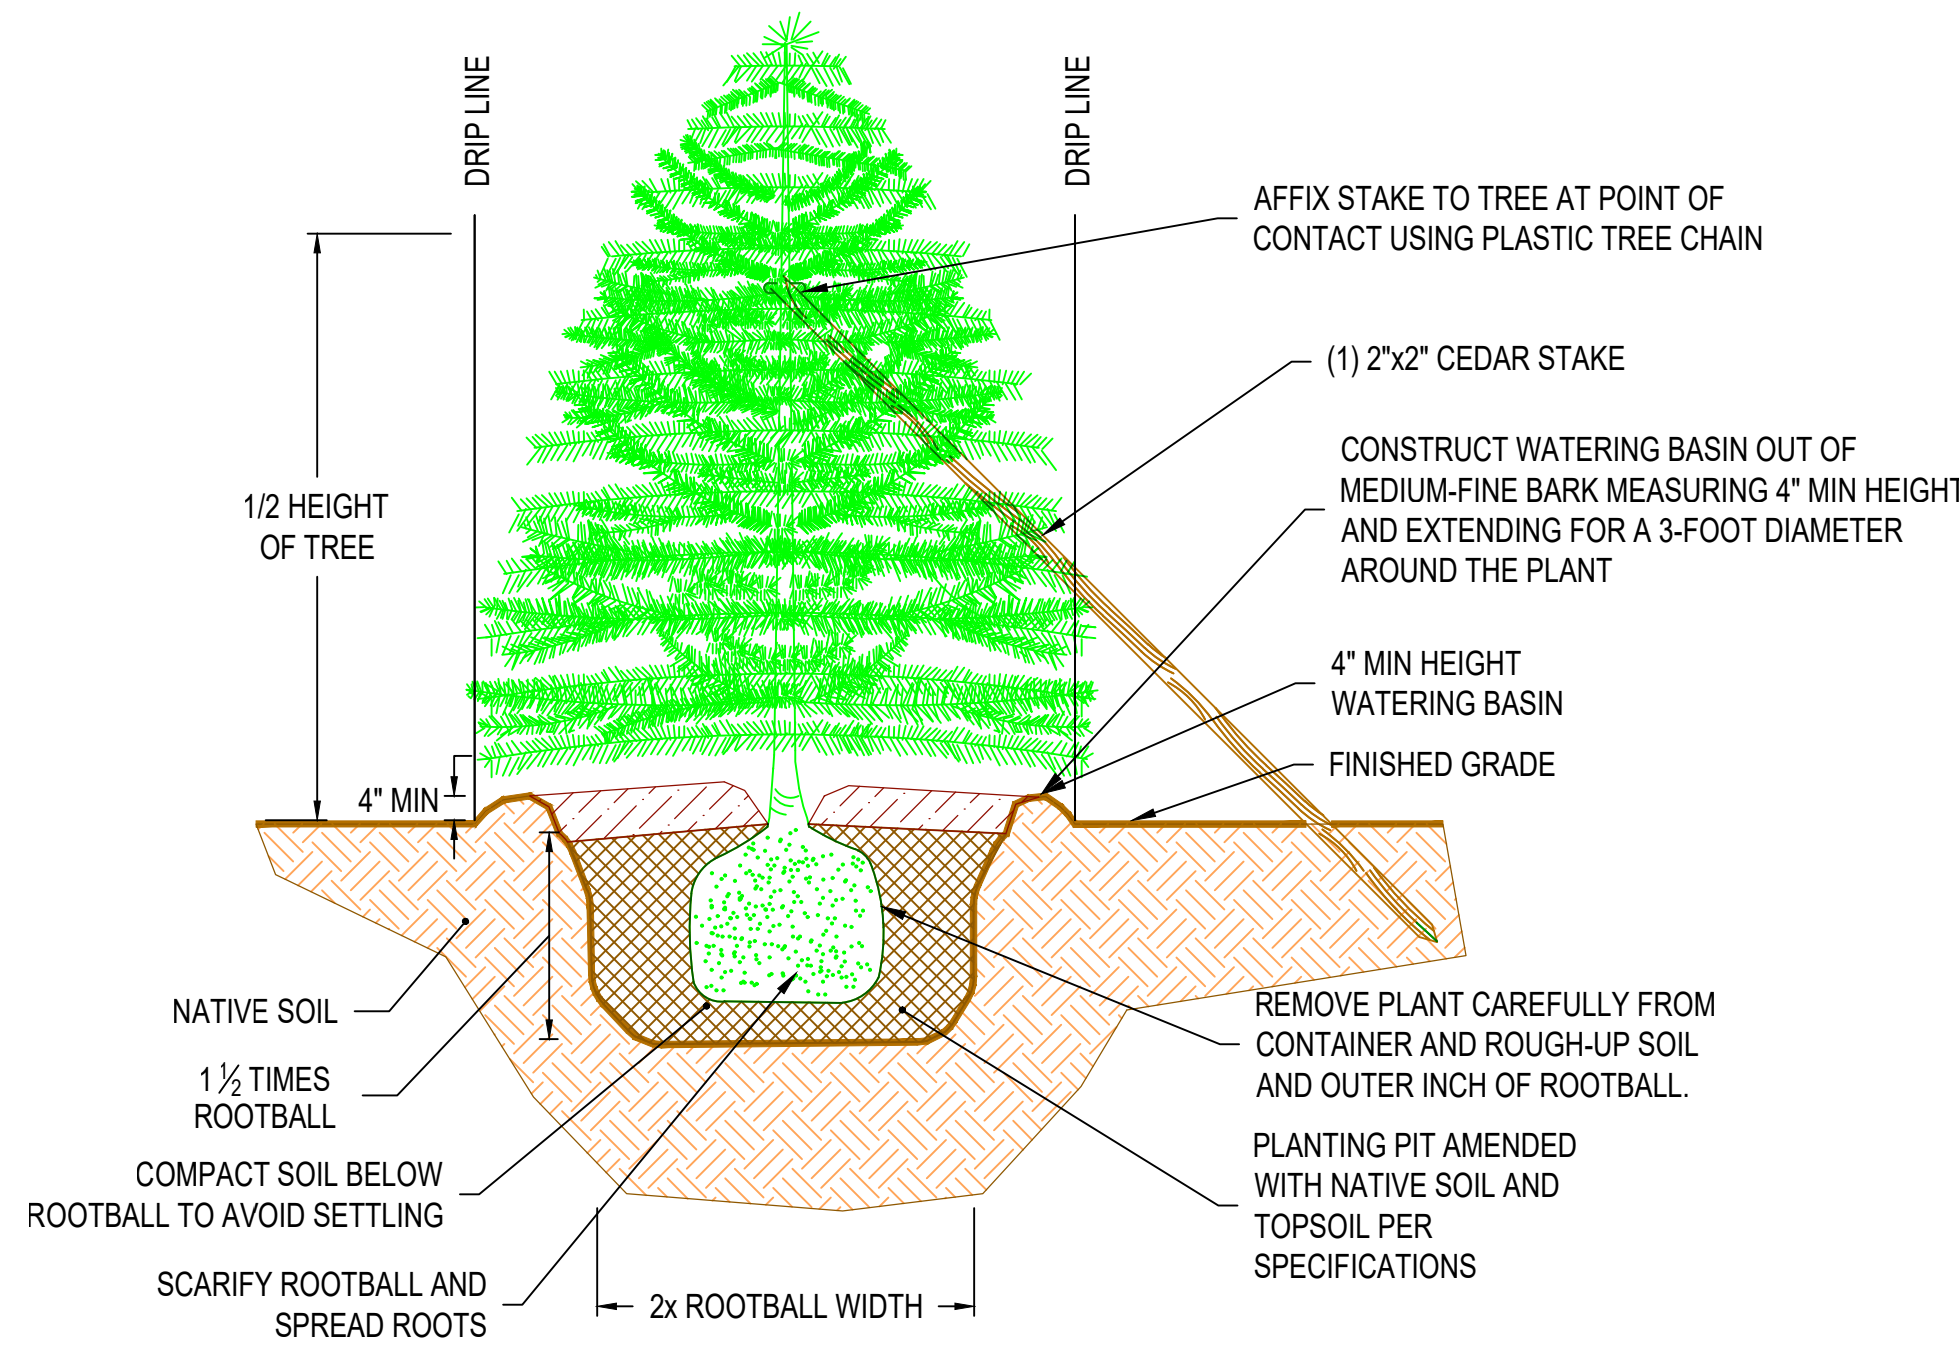 DRIP LINE
DRIP LINE
AFFIX STAKE TO TREE AT POINT OF
CONTACT USING PLASTIC TREE CHAIN
(1) 2"x2" CEDAR STAKE
CONSTRUCT WATERING BASIN OUT OF
MEDIUM-FINE BARK MEASURING 4" MIN HEIGHT
AND EXTENDING FOR A 3-FOOT DIAMETER
AROUND THE PLANT
1/2 HEIGHT
OF TREE
4" MIN HEIGHT
WATERING BASIN
FINISHED GRADE
4" MIN
NATIVE SOIL
1 ½ TIMES
ROOTBALL
COMPACT SOIL BELOW
ROOTBALL TO AVOID SETTLING
SCARIFY ROOTBALL AND
SPREAD ROOTS
2x ROOTBALL WIDTH
REMOVE PLANT CAREFULLY FROM
CONTAINER AND ROUGH-UP SOIL
AND OUTER INCH OF ROOTBALL.
PLANTING PIT AMENDED
WITH NATIVE SOIL AND
TOPSOIL PER
SPECIFICATIONS